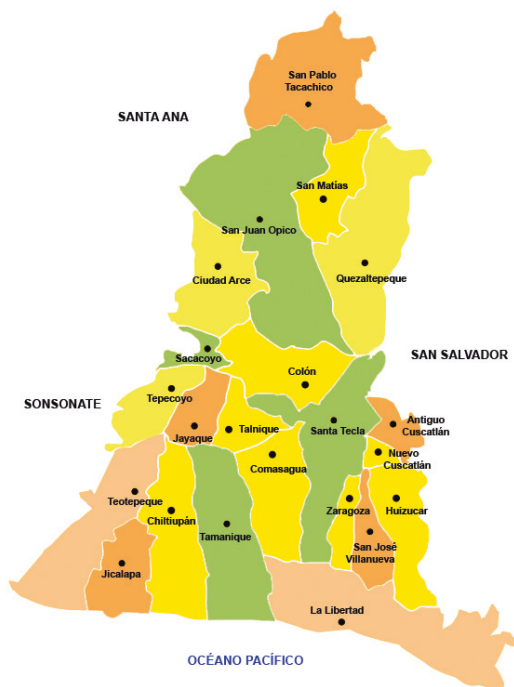 San Pablo
Tacachico
SANTA ANA
San Matías
San Juan Opico
Ciudad Arce
Quezaltepeque
Sacacoyo
SAN SALVADOR
Colón
Tepecoyo
SONSONATE
Jayaque
Talnique
Santa Tecla
Antiguo
Cuscatlán
Nuevo
Cuscatlán
Comasagua
Teotepeque
Chiltiupán
Tamanique
Zaragoza
Huizucar
San José
Villanueva
Jicalapa
La Libertad
OCÉANO PACÍFICO